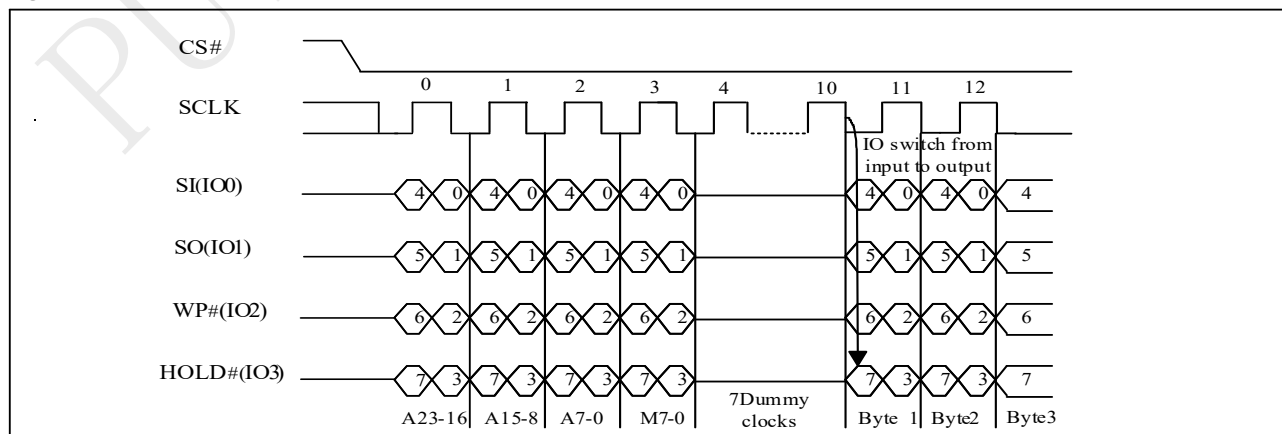 PU
CS#
0 1 2 3 4 10 11 12
SCLK
IO switch from
input to output
SI(IO0) 4 0 4 0 4 0 4 0 4 0 4 0 4
SO(IO1) 5 1 5 1 5 1 5 1 5 1 5 1 5
WP#(IO2) 6 2 6 2 6 2 6 2 6 2 6 2 6
HOLD#(IO3) 7 3 7 3 7 3 7 3 7 3 7 3 7
A23-16 A15-8 A7-0 M7-0 7Dummy Byte 1 Byte2 Byte3
clocks